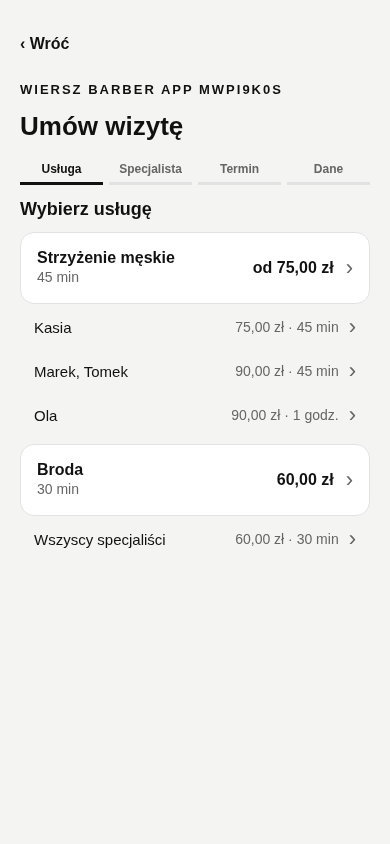 ‹ Wróć
WIERSZ BARBER APP MWPI9K0S
Umów wizytę
Usługa Specjalista Termin Dane
Wybierz usługę
Strzyżenie męskie
45 min
od 75,00 zł ›
Kasia 75,00 zł · 45 min ›
Marek, Tomek 90,00 zł · 45 min ›
Ola 90,00 zł · 1 godz. ›
Broda
30 min
60,00 zł ›
Wszyscy specjaliści 60,00 zł · 30 min ›